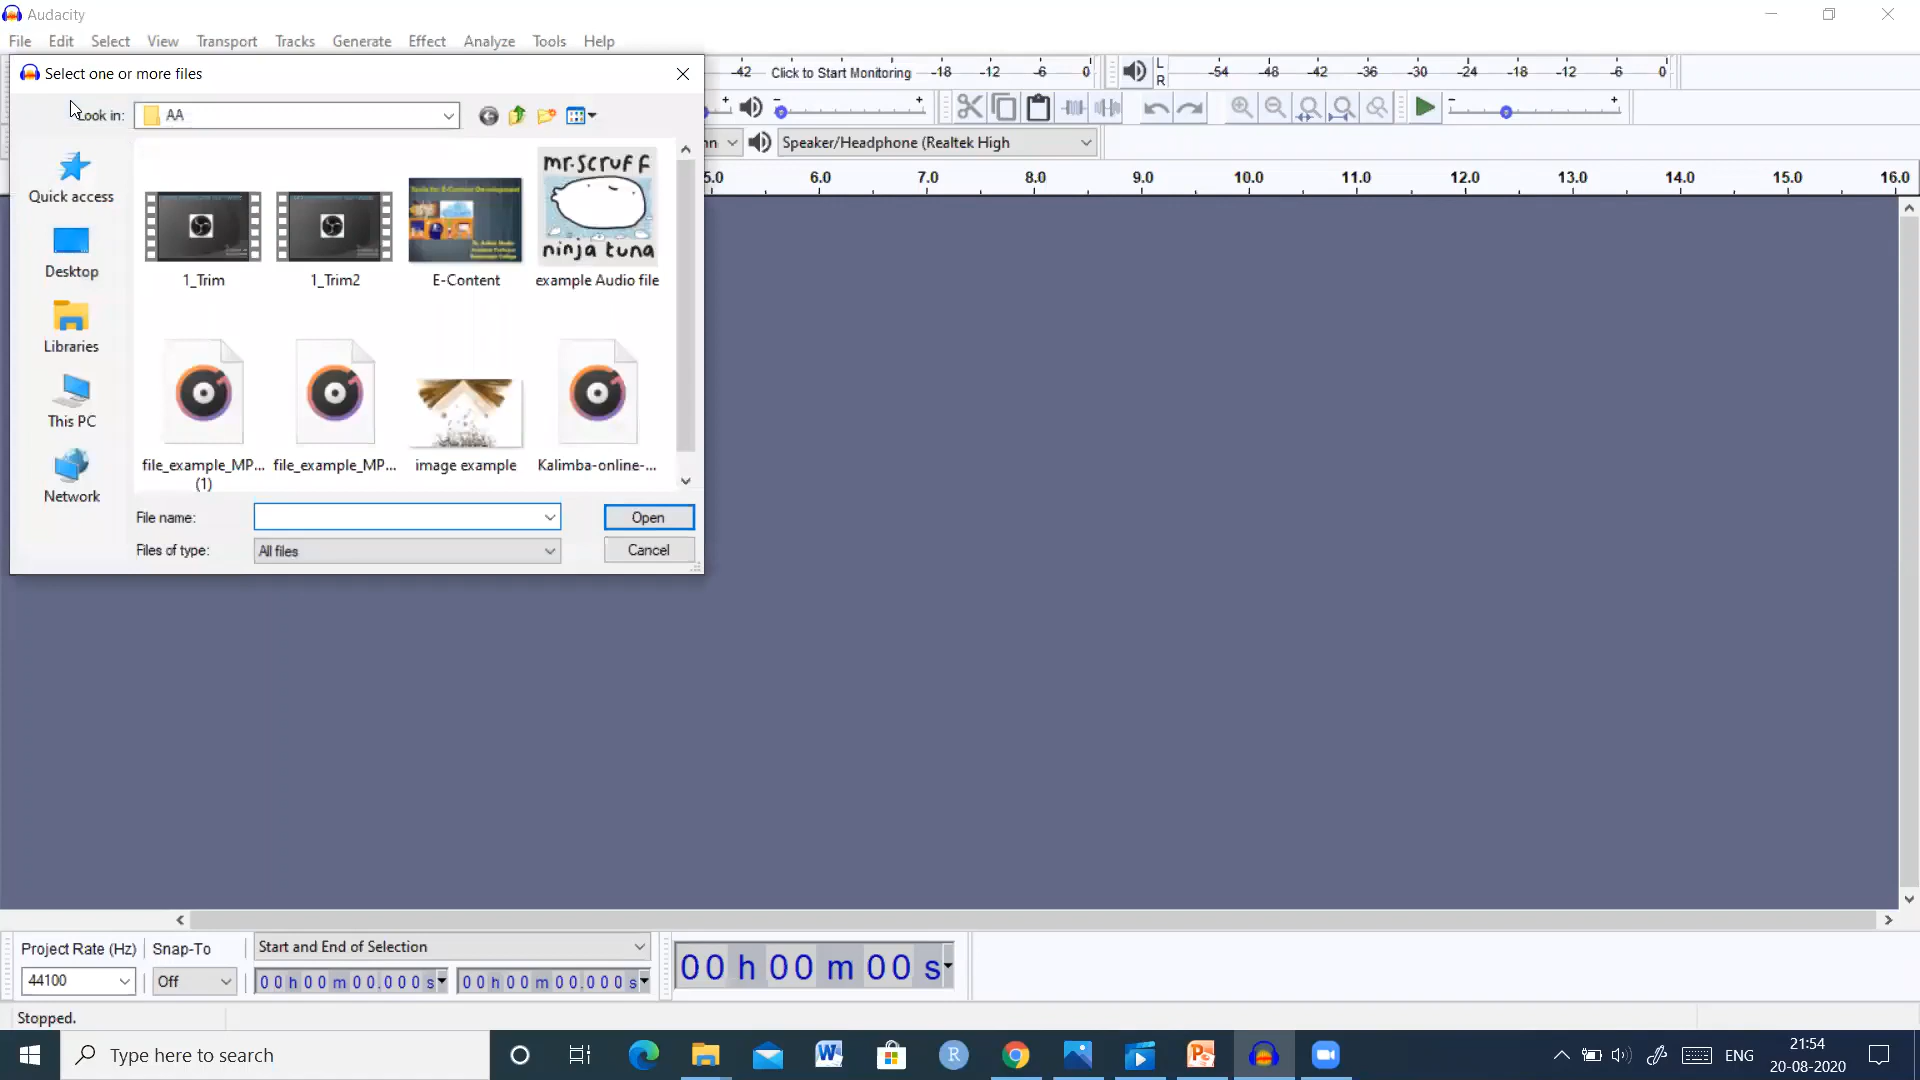 Audacity
File Edit Select View Transport Tracks Generate Effect Analyze Tools Help
Select one or more files
-42 Click to Start Monitoring -18 -12 -6 0
L
R
-54 -48 -42 -36 -30 -24 -18 -12 -6 0
Look in: AA
Speaker/Headphone (Realtek High
5.0 6.0 7.0 8.0 9.0 10.0 11.0 12.0 13.0 14.0 15.0 16.0
Quick access
Desktop
Libraries
This PC
Network
mr.scruff
ninja tuna
Tools for E-Content Development
1_Trim 1_Trim2 E-Content example Audio file
file_example_MP... (1)
file_example_MP...
image example
Kalimba-online-...
File name: Open
Files of type: All files Cancel
Project Rate (Hz) Snap-To Start and End of Selection
44100 Off 00 h 00 m 00.000 s 00 h 00 m 00.000 s
00 h 00 m 00 s
Stopped.
Type here to search
ENG
21:54
20-08-2020